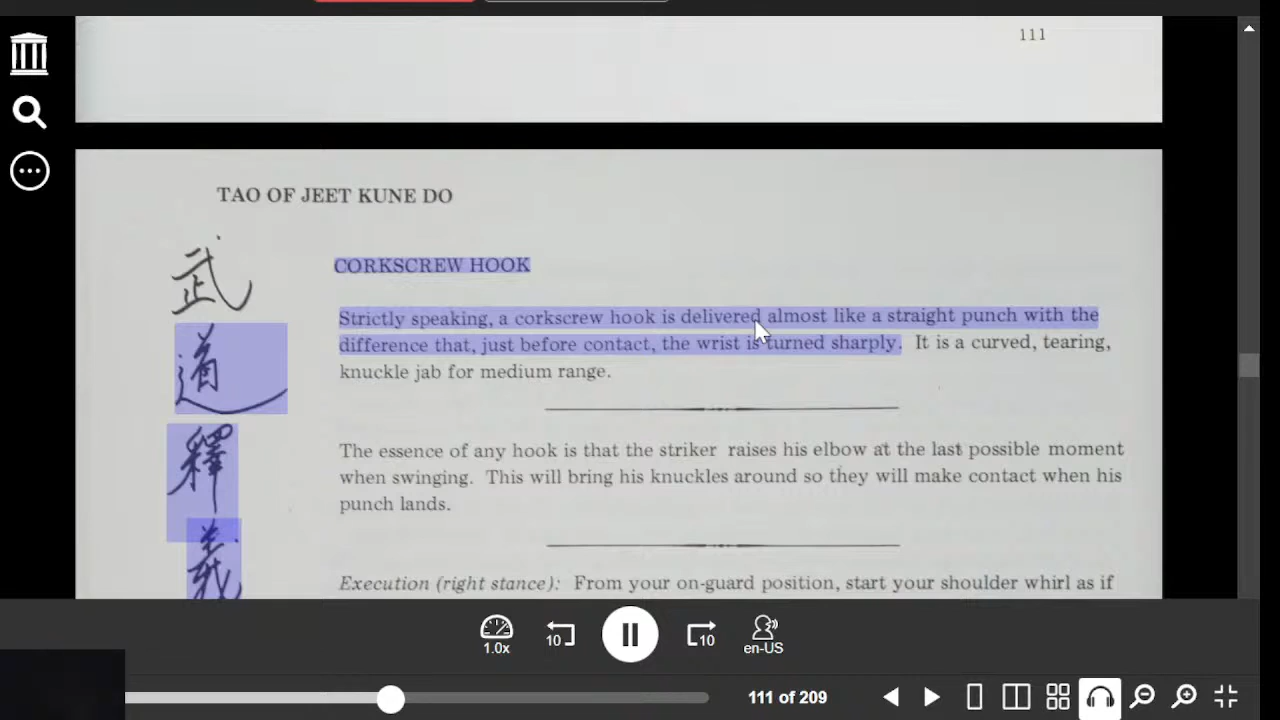 111
TAO OF JEET KUNE DO
武
道
釋
義
CORKSCREW HOOK
Strictly speaking, a corkscrew hook is delivered almost like a straight punch with the
difference that, just before contact, the wrist is turned sharply. It is a curved, tearing,
knuckle jab for medium range.
The essence of any hook is that the striker raises his elbow at the last possible moment
when swinging. This will bring his knuckles around so they will make contact when his
punch lands.
Execution (right stance): From your on-guard position, start your shoulder whirl as if
10
10
1.0x
en-US
111 of 209